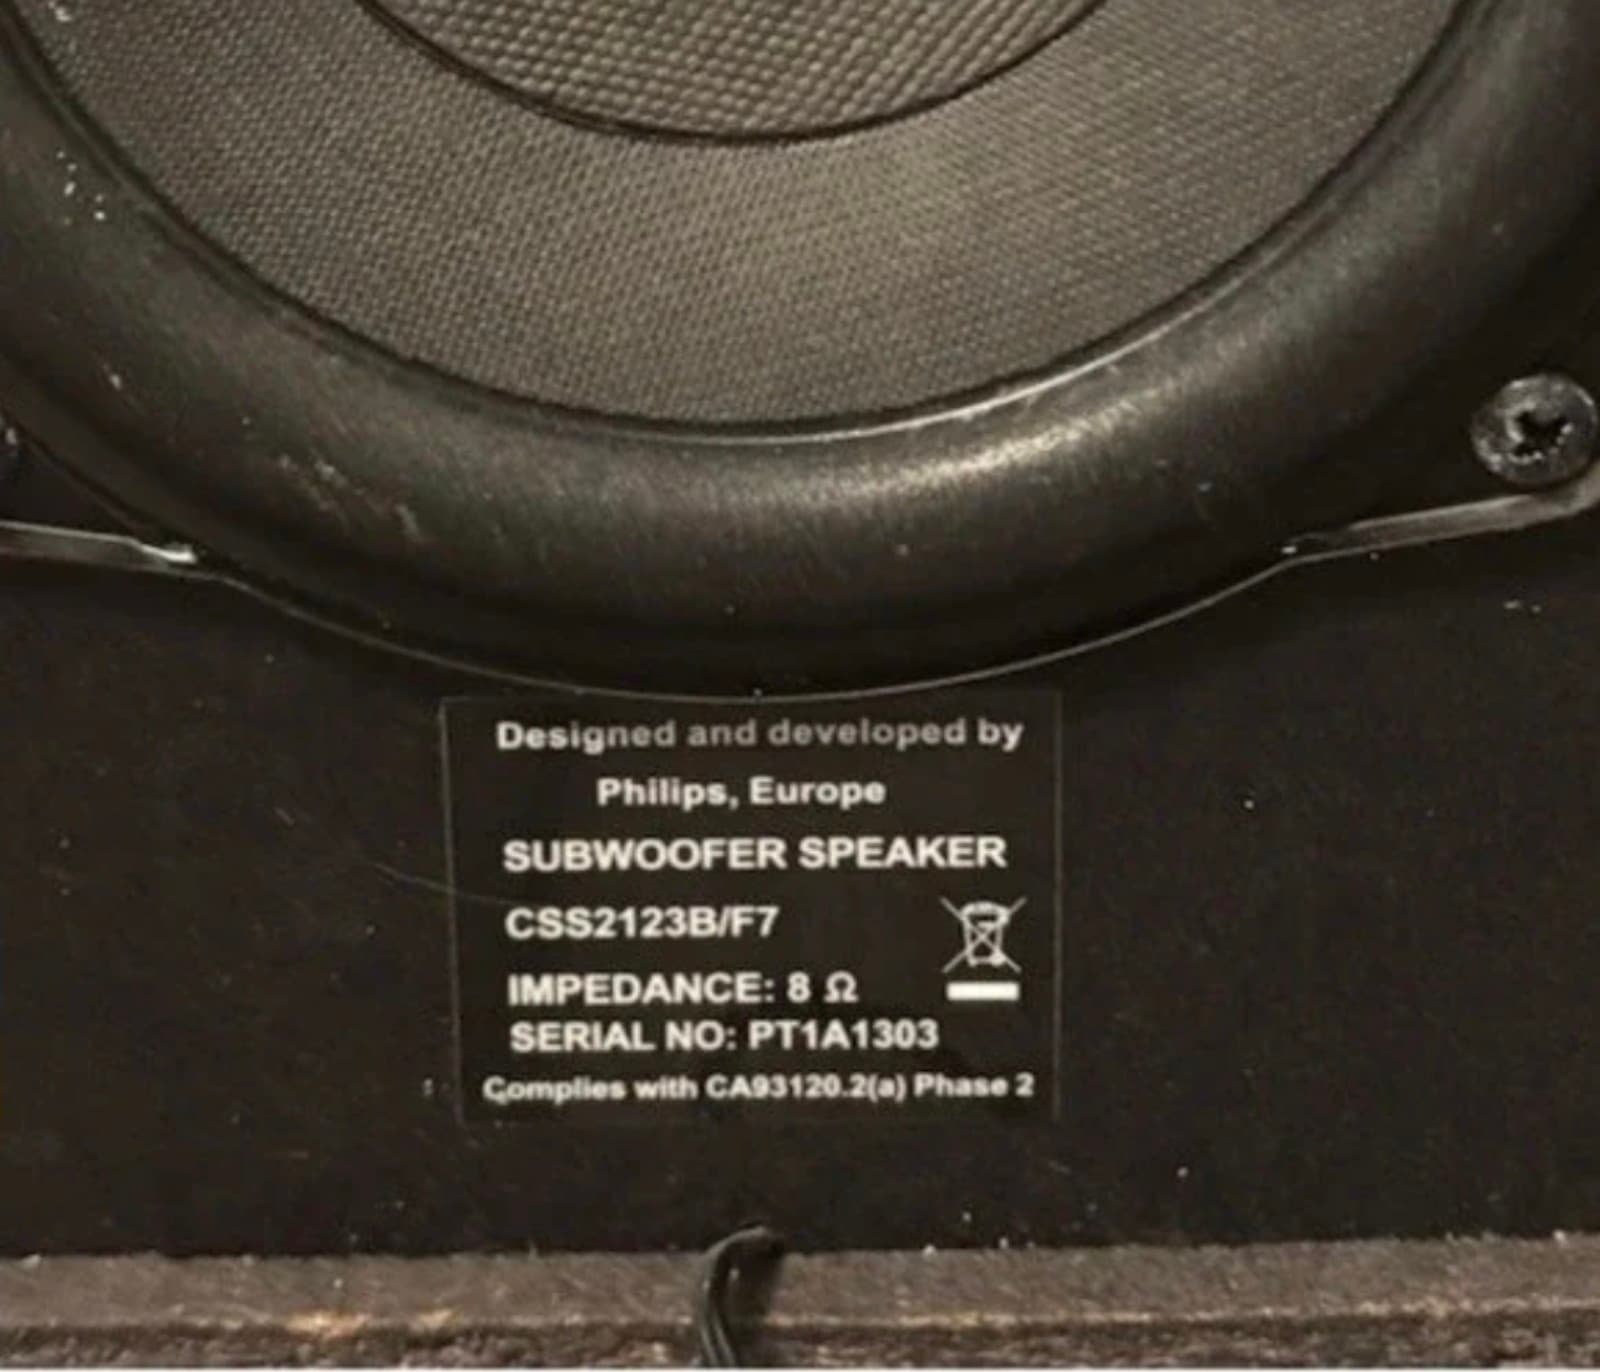 Designed and developed by
Philips, Europe
SUBWOOFER SPEAKER
CSS2123B/F7
IMPEDANCE: 8 Ω
SERIAL NO: PT1A1303
Complies with CA93120.2(a) Phase 2